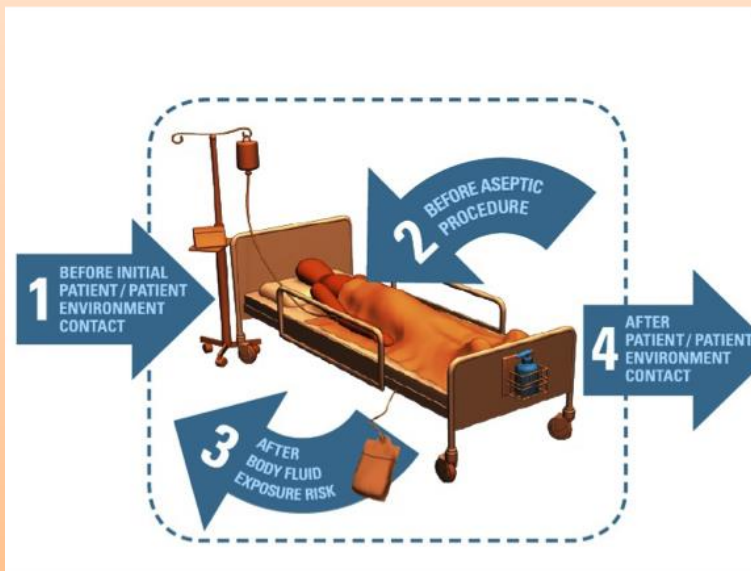 1
BEFORE INITIAL
PATIENT / PATIENT
ENVIRONMENT
CONTACT
2
BEFORE ASEPTIC
PROCEDURE
3
AFTER
BODY FLUID
EXPOSURE RISK
4
AFTER
PATIENT / PATIENT
ENVIRONMENT
CONTACT